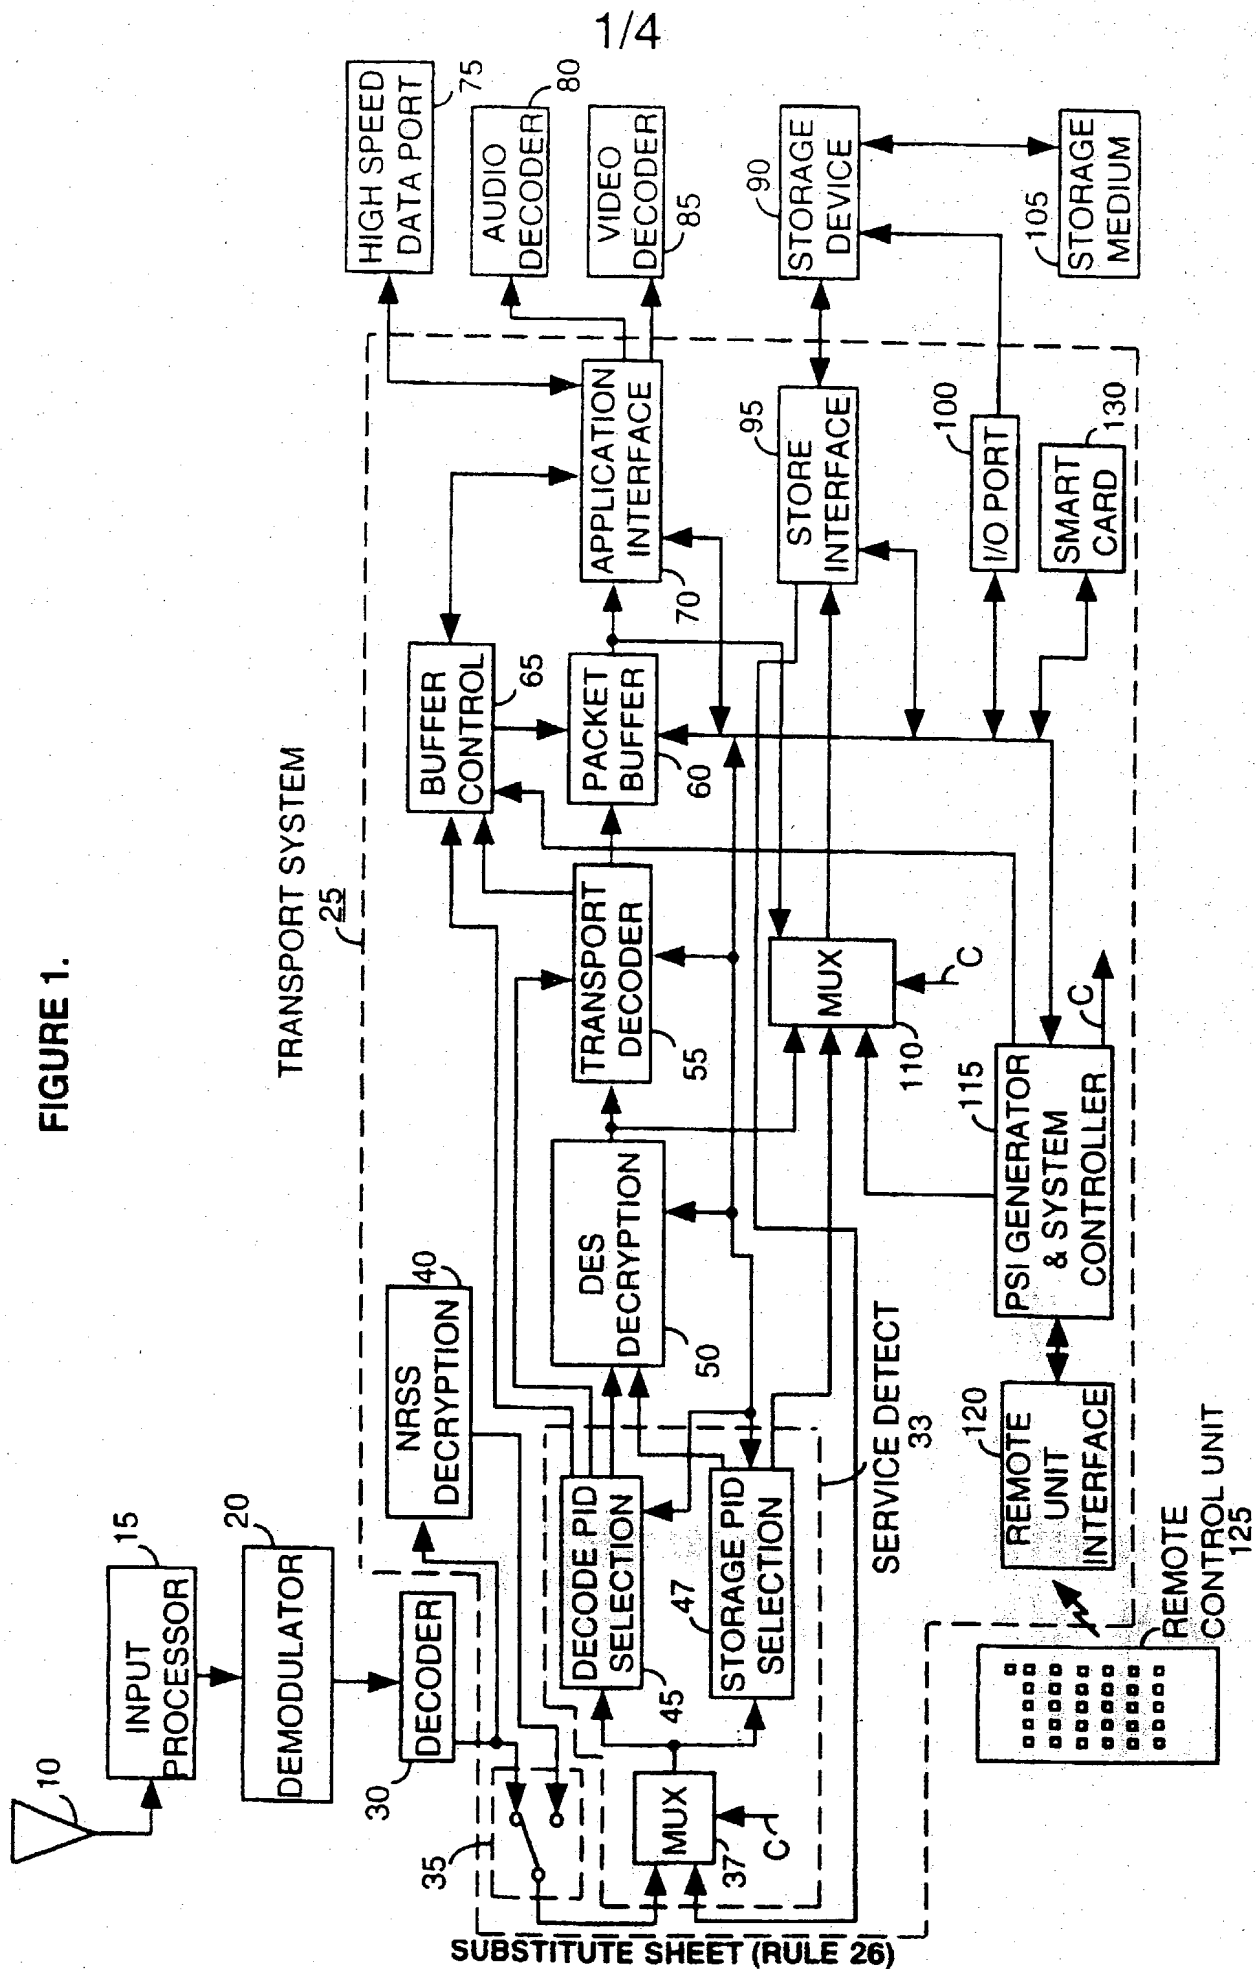 1/4
FIGURE 1.
TRANSPORT SYSTEM
25
10
INPUT
PROCESSOR
15
DEMODULATOR
20
DECODER
30
35
NRSS
DECRYPTION
40
MUX
37
C
DECODE PID
SELECTION
45
STORAGE PID
SELECTION
47
SERVICE DETECT
33
DES
DECRYPTION
50
TRANSPORT
DECODER
55
BUFFER
CONTROL
65
PACKET
BUFFER
60
APPLICATION
INTERFACE
70
HIGH SPEED
DATA PORT
75
AUDIO
DECODER
80
VIDEO
DECODER
85
STORAGE
DEVICE
90
STORE
INTERFACE
95
STORAGE
MEDIUM
105
I/O PORT
100
SMART
CARD
130
MUX
110
C
PSI GENERATOR
& SYSTEM
CONTROLLER
115
C
REMOTE
UNIT
INTERFACE
120
REMOTE
CONTROL UNIT
125
SUBSTITUTE SHEET (RULE 26)